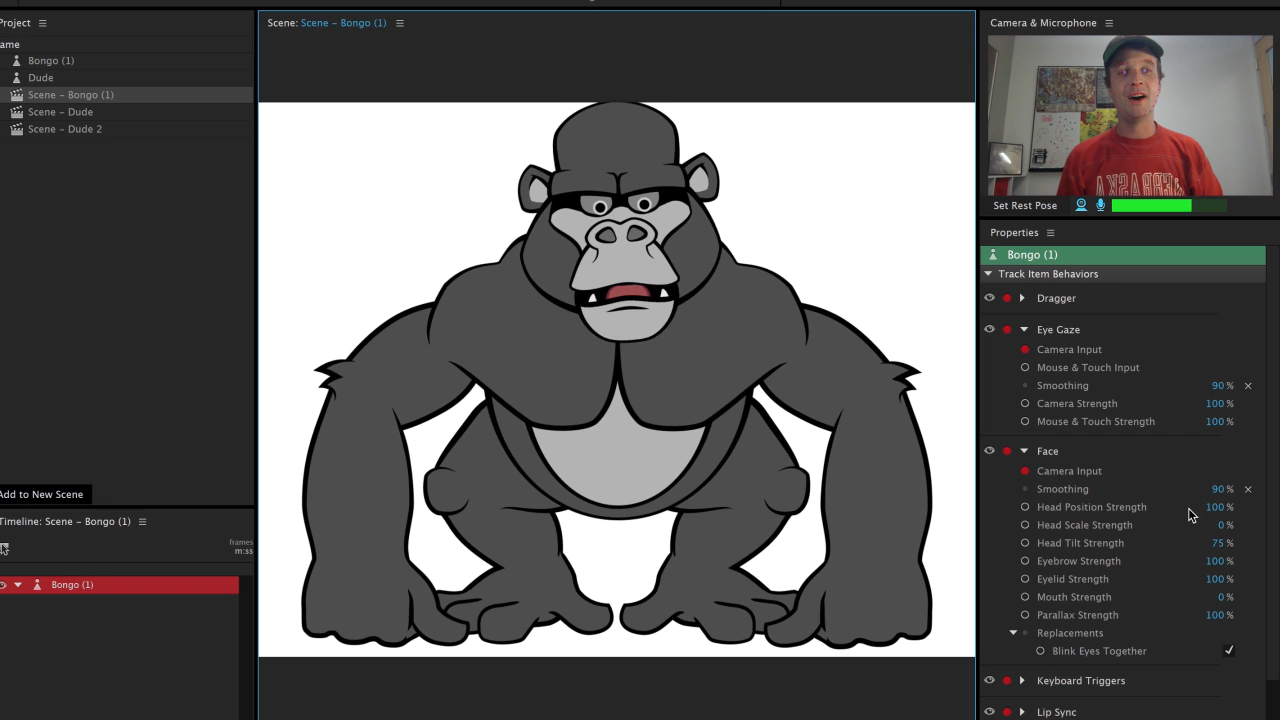 Project
ame
Bongo (1)
Dude
Scene – Bongo (1)
Scene – Dude
Scene – Dude 2
Add to New Scene
Timeline: Scene – Bongo (1)
frames
m:ss
Bongo (1)
Scene: Scene – Bongo (1)
Camera & Microphone
Set Rest Pose
Properties
Bongo (1)
Track Item Behaviors
Dragger
Eye Gaze
Camera Input
Mouse & Touch Input
Smoothing 90 %
Camera Strength 100 %
Mouse & Touch Strength 100 %
Face
Camera Input
Smoothing 90 %
Head Position Strength 100 %
Head Scale Strength 0 %
Head Tilt Strength 75 %
Eyebrow Strength 100 %
Eyelid Strength 100 %
Mouth Strength 0 %
Parallax Strength 100 %
Replacements
Blink Eyes Together
Keyboard Triggers
Lip Sync